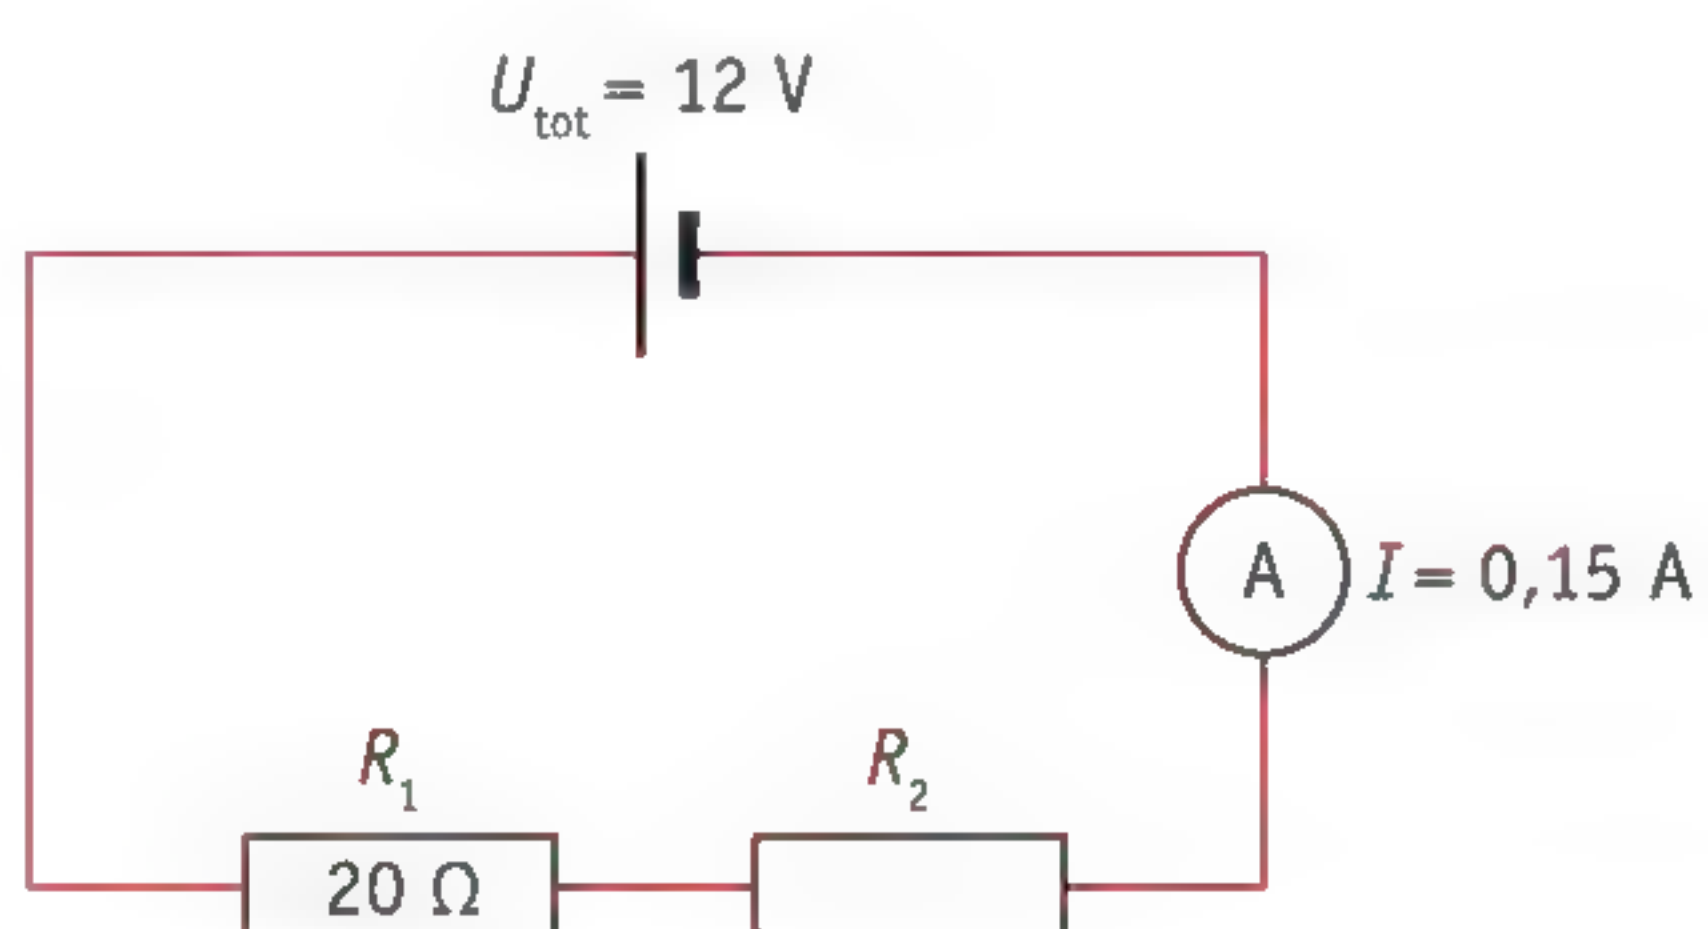 U_tot = 12 V
A I = 0,15 A
R_1 R_2
20 Ω